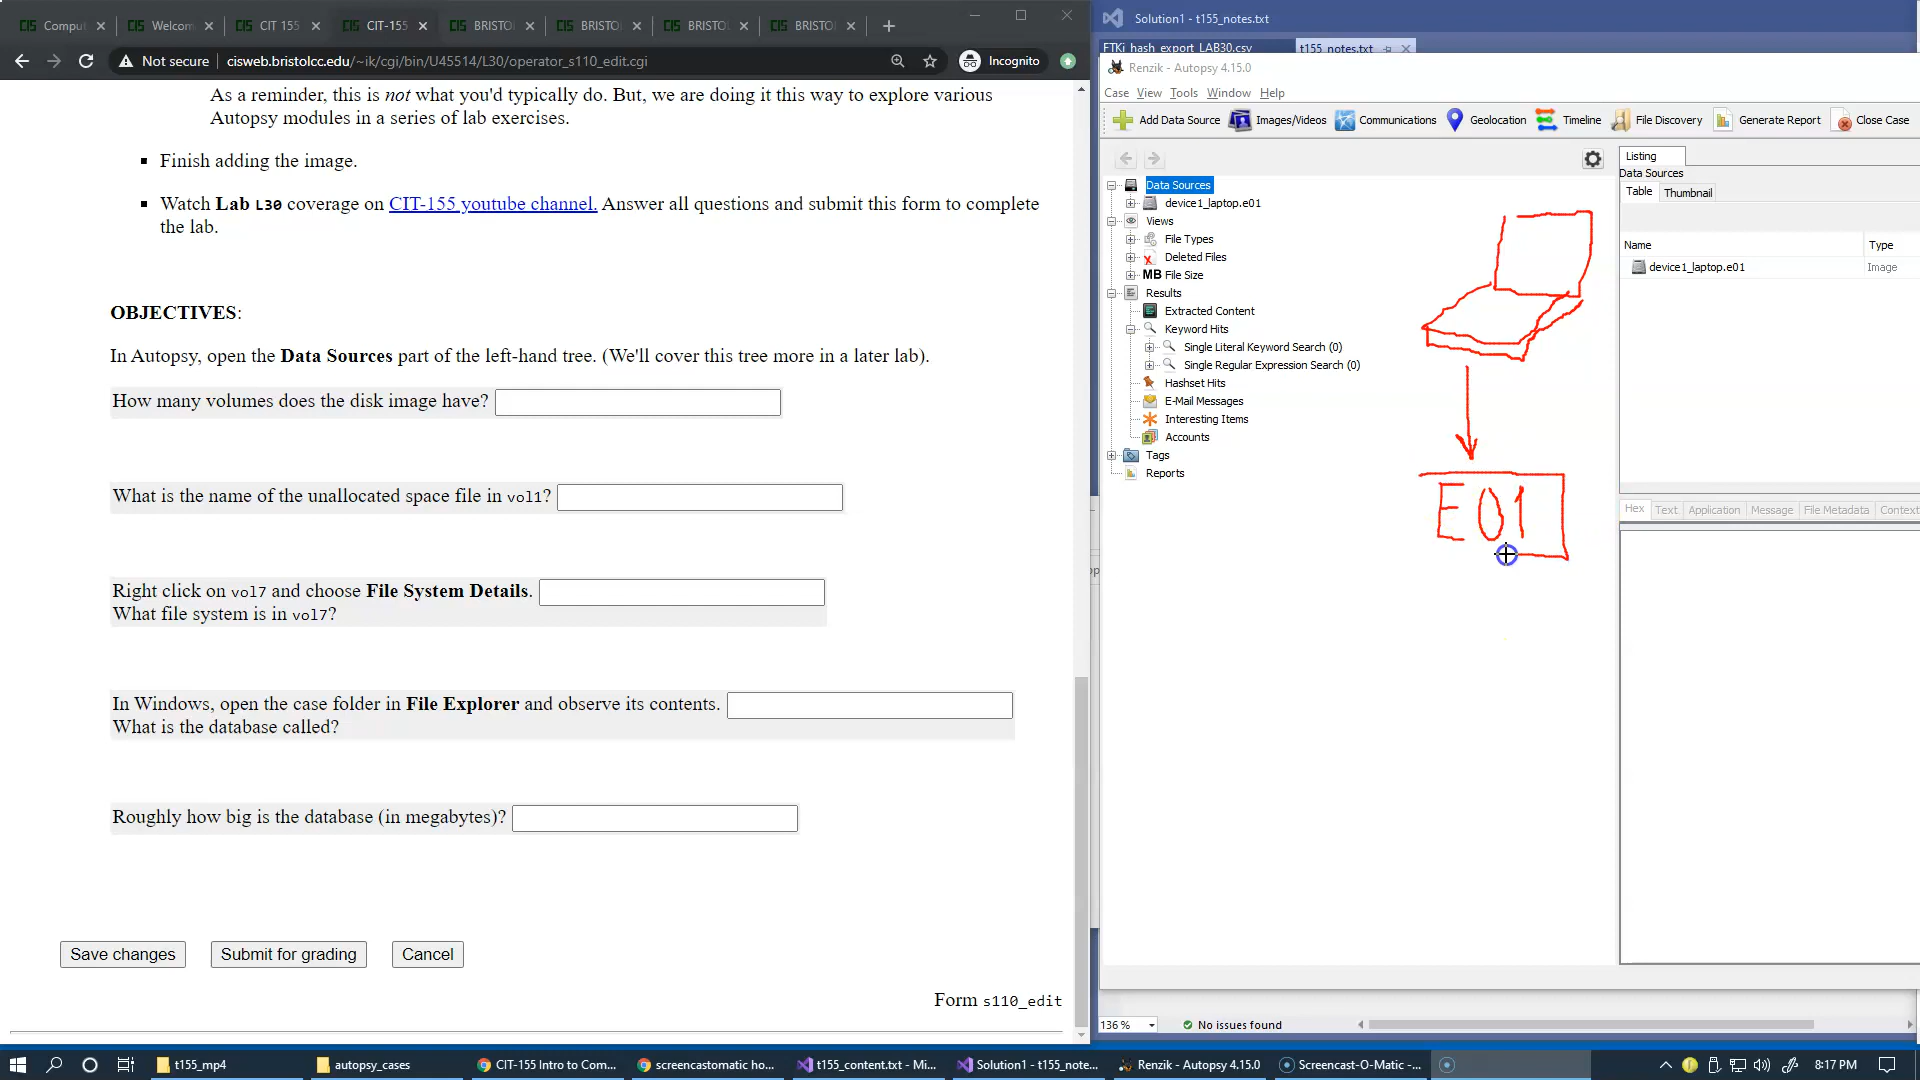 Comput
Welcom
CIT 155
CIT-155
BRISTO
BRISTO
BRISTO
BRISTO
Solution1 - t155_notes.txt
Not secure
cisweb.bristolcc.edu/~ik/cgi/bin/U45514/L30/operator_s110_edit.cgi
Incognito
FTKi_hash_export_LAB30.csv
t155_notes.txt
Renzik - Autopsy 4.15.0
Case View Tools Window Help
Add Data Source Images/Videos Communications Geolocation Timeline File Discovery Generate Report Close Case
As a reminder, this is not what you'd typically do. But, we are doing it this way to explore various
Autopsy modules in a series of lab exercises.
Finish adding the image.
Watch Lab L30 coverage on CIT-155 youtube channel. Answer all questions and submit this form to complete
the lab.
OBJECTIVES:
In Autopsy, open the Data Sources part of the left-hand tree. (We'll cover this tree more in a later lab).
How many volumes does the disk image have?
What is the name of the unallocated space file in vol1?
Right click on vol7 and choose File System Details.
What file system is in vol7?
In Windows, open the case folder in File Explorer and observe its contents.
What is the database called?
Roughly how big is the database (in megabytes)?
Save changes
Submit for grading
Cancel
Form s110_edit
Data Sources
device1_laptop.e01
Views
File Types
Deleted Files
MB File Size
Results
Extracted Content
Keyword Hits
Single Literal Keyword Search (0)
Single Regular Expression Search (0)
Hashset Hits
E-Mail Messages
Interesting Items
Accounts
Tags
Reports
E01
Listing
Data Sources
Table
Thumbnail
Name
Type
device1_laptop.e01
Image
Hex Text Application Message File Metadata Context
op
136 %
No issues found
t155_mp4
autopsy_cases
CIT-155 Intro to Com...
screencastomatic ho...
t155_content.txt - Mi...
Solution1 - t155_note...
Renzik - Autopsy 4.15.0
Screencast-O-Matic -...
8:17 PM